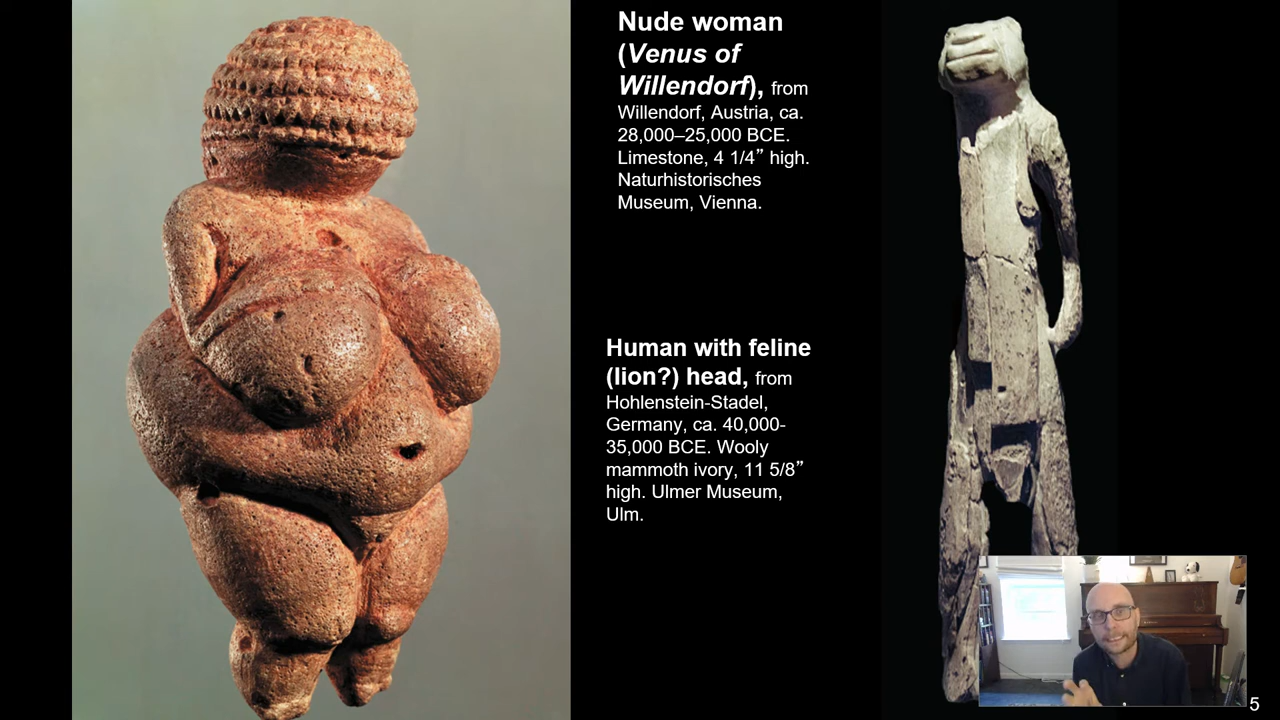 Nude woman
(Venus of
Willendorf), from
Willendorf, Austria, ca.
28,000–25,000 BCE.
Limestone, 4 1/4” high.
Naturhistorisches
Museum, Vienna.
Human with feline
(lion?) head, from
Hohlenstein-Stadel,
Germany, ca. 40,000-
35,000 BCE. Wooly
mammoth ivory, 11 5/8”
high. Ulmer Museum,
Ulm.
5